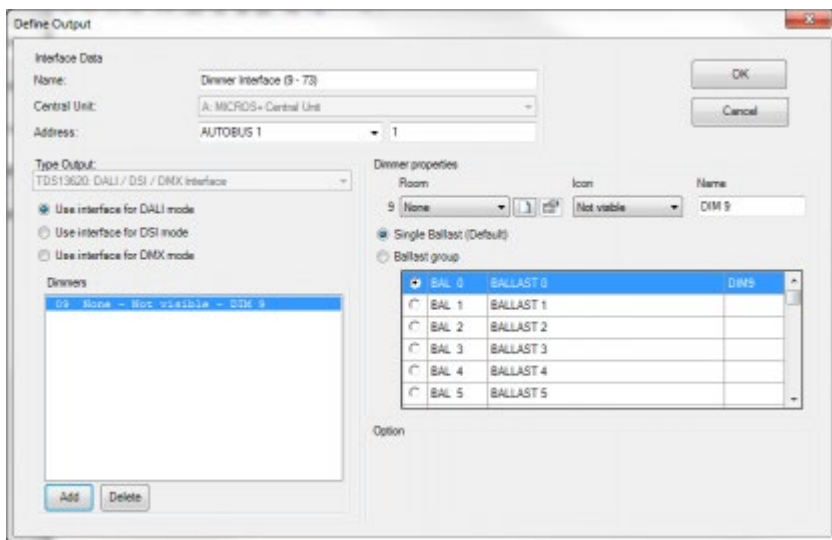 Define Output
Interface Data
Name: Dimmer Interface (9 - 73)
OK
Central Unit: A: MICROS+ Central Unit
Cancel
Address: AUTOBUS 1 1
Type Output:
TDS13620: DALI / DSI / DMX Interface
Use interface for DALI mode
Use interface for DSI mode
Use interface for DMX mode
Dimmers
09 None - Not visible - DIM 9
Add Delete
Dimmer properties
Room Icon Name
9 None Not visible DIM 9
Single Ballast (Default)
Ballast group
BAL 0 BALLAST 0 DIM9
BAL 1 BALLAST 1
BAL 2 BALLAST 2
BAL 3 BALLAST 3
BAL 4 BALLAST 4
BAL 5 BALLAST 5
Option